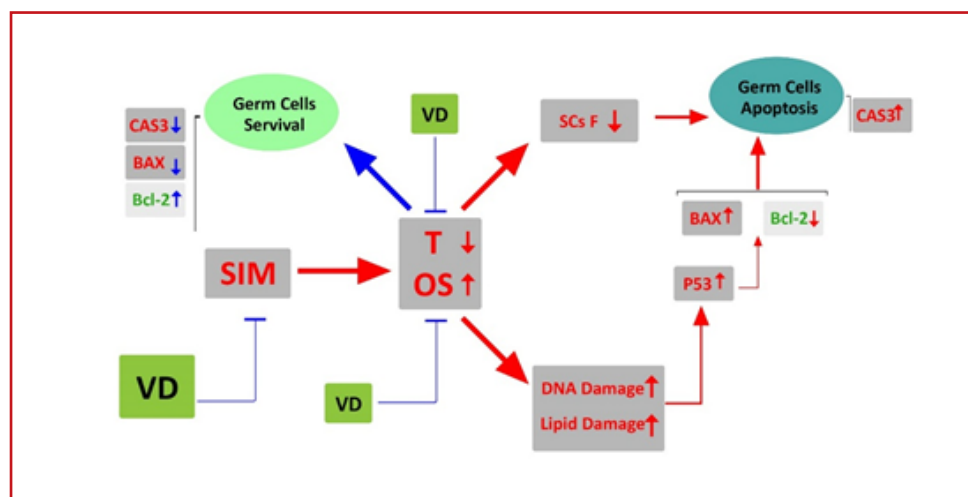 Germ Cells
Servival
CAS3↓
BAX↓
Bcl-2↑
VD
SCs F ↓
Germ Cells
Apoptosis
CAS3↑
BAX↑
Bcl-2↓
T ↓
OS ↑
SIM
P53↑
VD
VD
DNA Damage↑
Lipid Damage↑